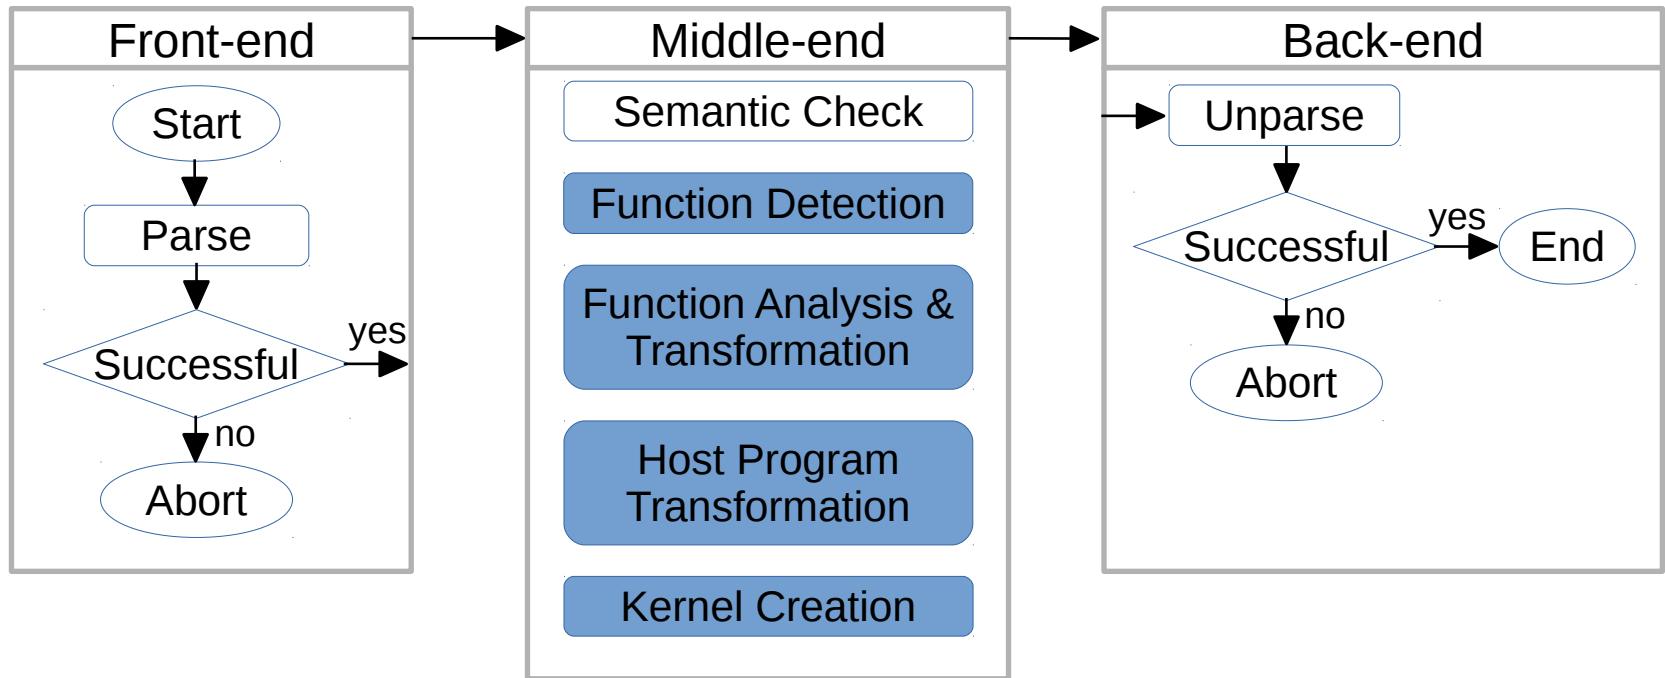 Front-end
Start
Parse
Successful
yes
no
Abort
Middle-end
Semantic Check
Function Detection
Function Analysis &
Transformation
Host Program
Transformation
Kernel Creation
Back-end
Unparse
Successful
yes
End
no
Abort